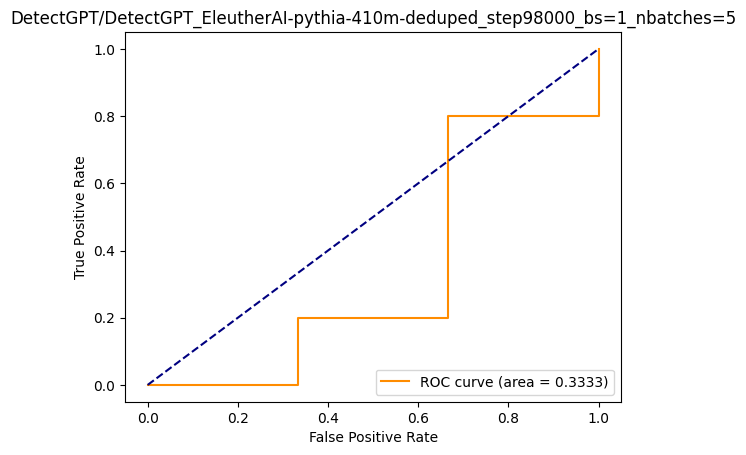 DetectGPT/DetectGPT_EleutherAI-pythia-410m-deduped_step98000_bs=1_nbatches=5
1.0
0.8
0.6
0.4
0.2
0.0
True Positive Rate
ROC curve (area = 0.3333)
0.0 0.2 0.4 0.6 0.8 1.0
False Positive Rate